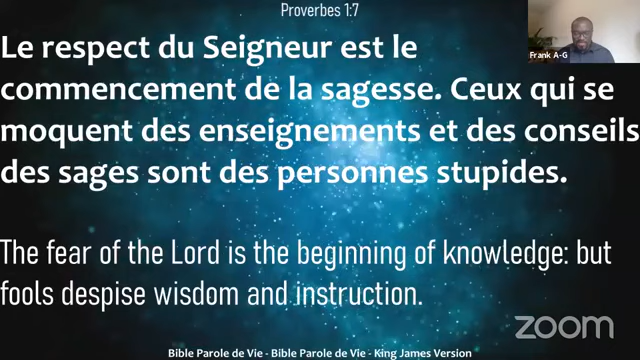 Proverbes 1:7
Frank A-G
Le respect du Seigneur est le
commencement de la sagesse. Ceux qui se
moquent des enseignements et des conseils
des sages sont des personnes stupides.
The fear of the Lord is the beginning of knowledge: but
fools despise wisdom and instruction.
zoom
Bible Parole de Vie - Bible Parole de Vie - King James Version